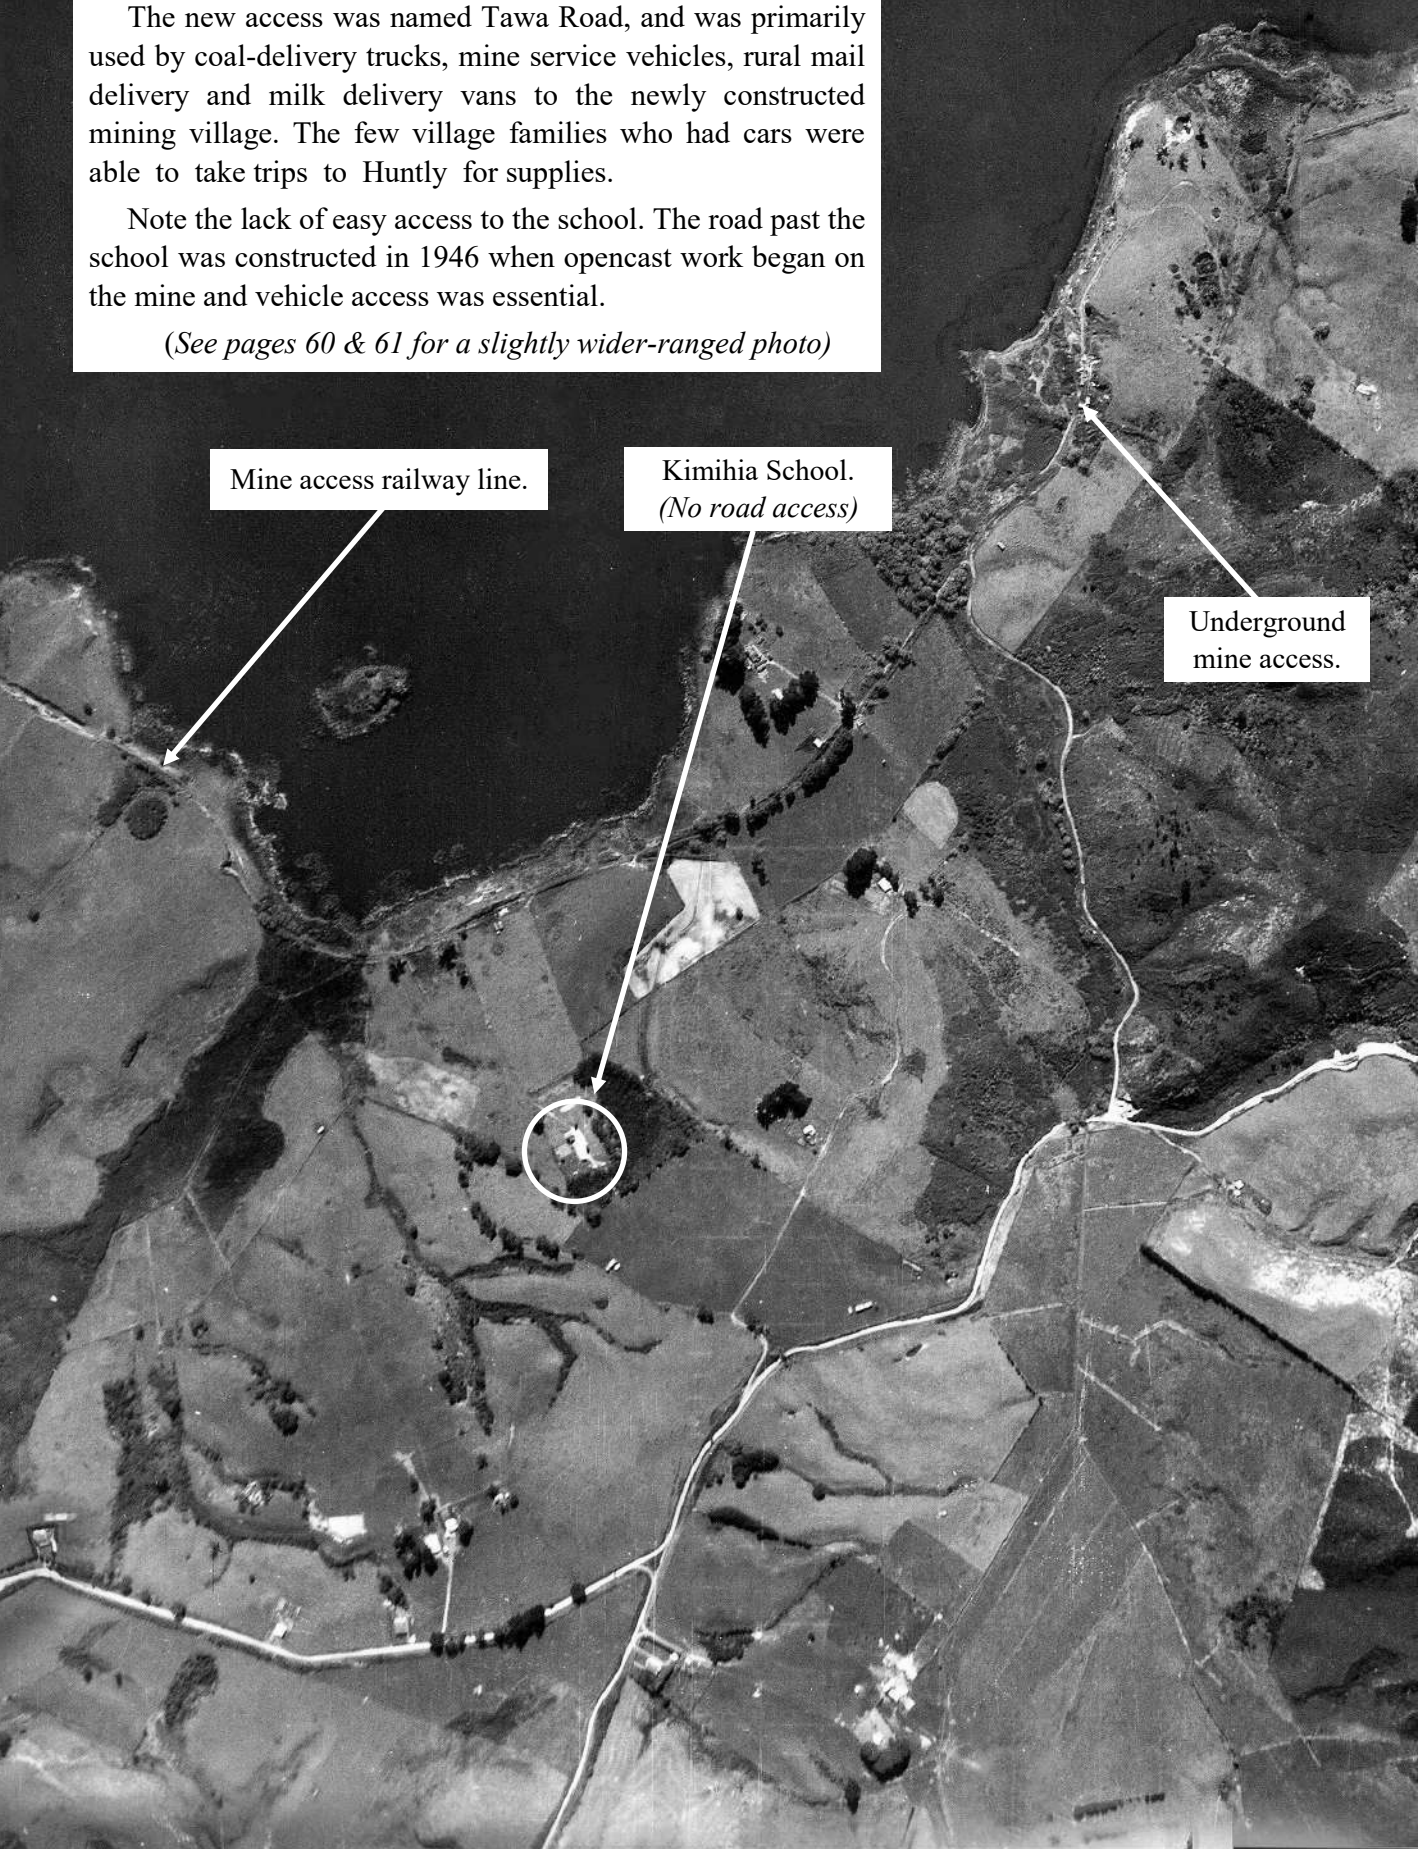 The new access was named Tawa Road, and was primarily
used by coal-delivery trucks, mine service vehicles, rural mail
delivery and milk delivery vans to the newly constructed
mining village. The few village families who had cars were
able to take trips to Huntly for supplies.
Note the lack of easy access to the school. The road past the
school was constructed in 1946 when opencast work began on
the mine and vehicle access was essential.
(See pages 60 & 61 for a slightly wider-ranged photo)
Mine access railway line.
Kimihia School.
(No road access)
Underground
mine access.